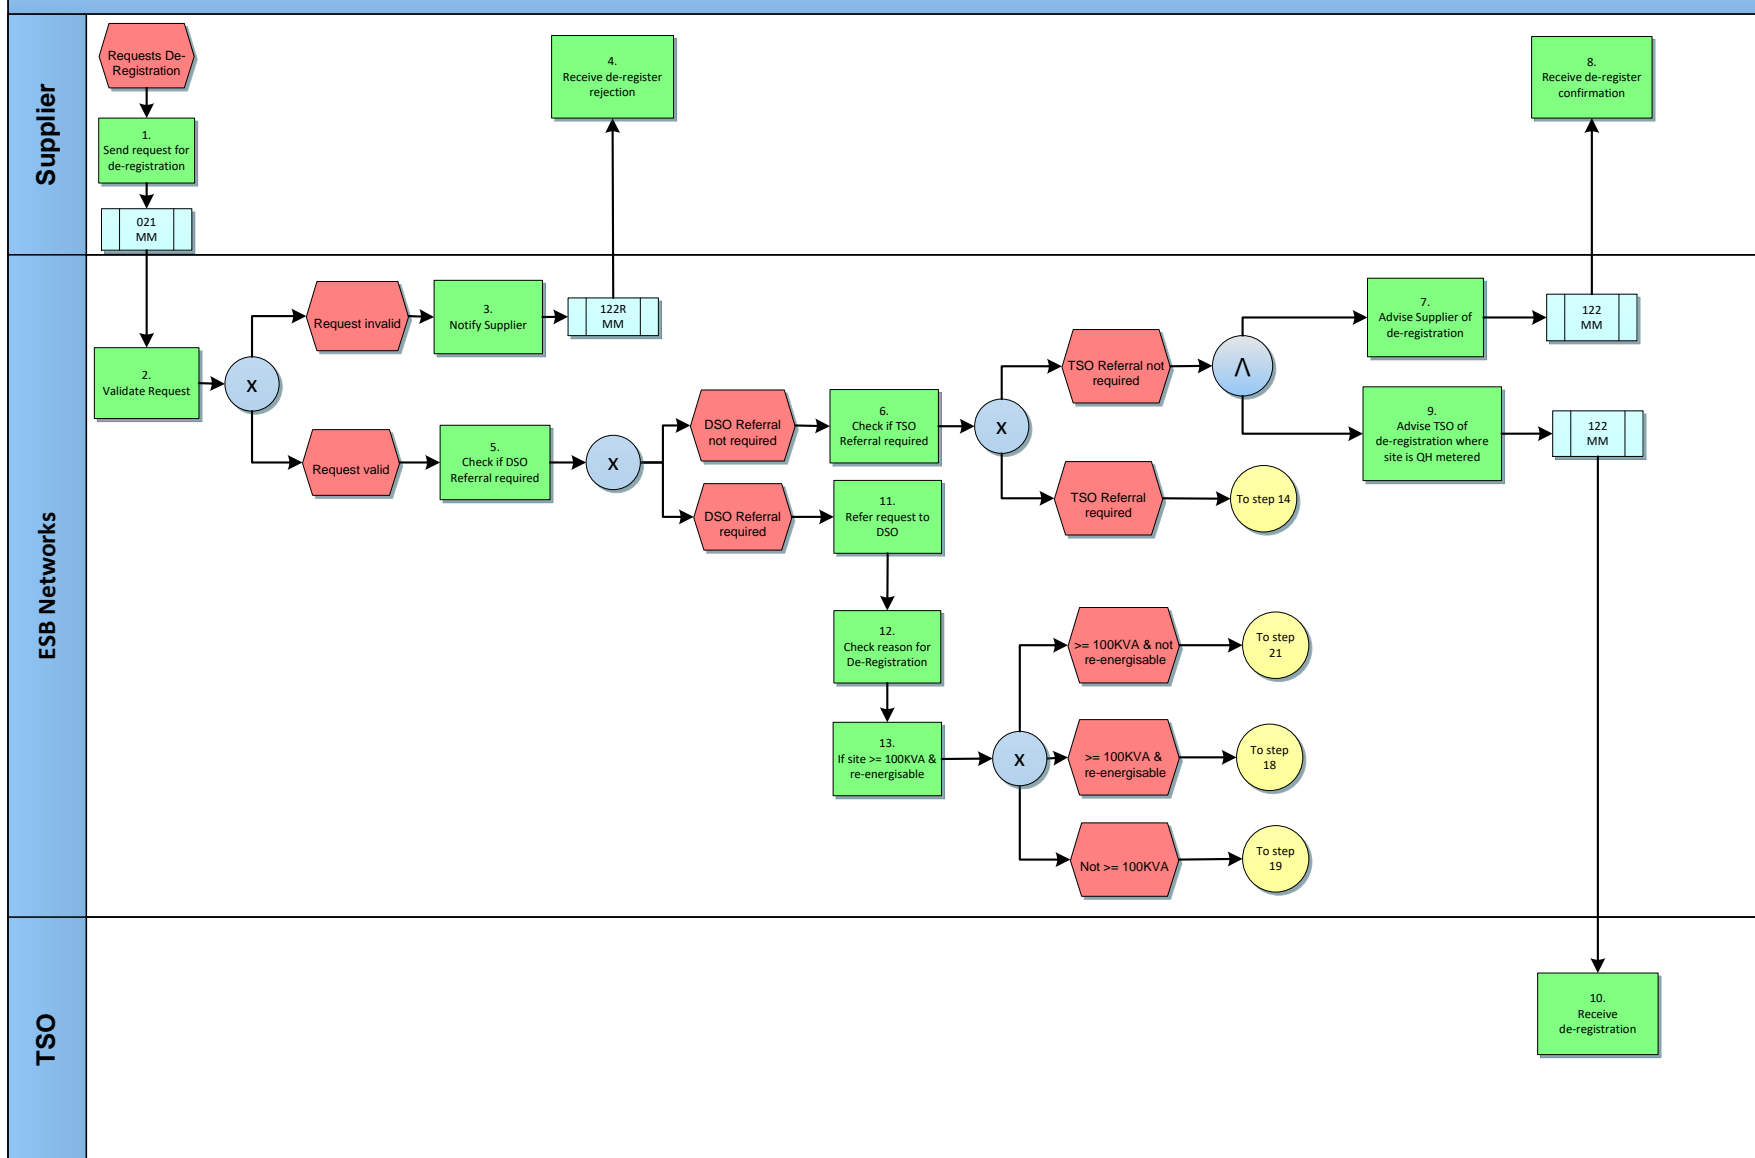 Supplier
Requests De-
Registration
1.
Send request for
de-registration
021
MM
4.
Receive de-register
rejection
8.
Receive de-register
confirmation
ESB Networks
2.
Validate Request
X
Request invalid
3.
Notify Supplier
122R
MM
Request valid
5.
Check if DSO
Referral required
X
DSO Referral
not required
6.
Check if TSO
Referral required
X
TSO Referral not
required
Λ
7.
Advise Supplier of
de-registration
122
MM
9.
Advise TSO of
de-registration where
site is QH metered
122
MM
TSO Referral
required
To step 14
DSO Referral
required
11.
Refer request to
DSO
12.
Check reason for
De-Registration
13.
If site >= 100KVA &
re-energisable
X
>= 100KVA & not
re-energisable
To step
21
>= 100KVA &
re-energisable
To step
18
Not >= 100KVA
To step
19
TSO
10.
Receive
de-registration